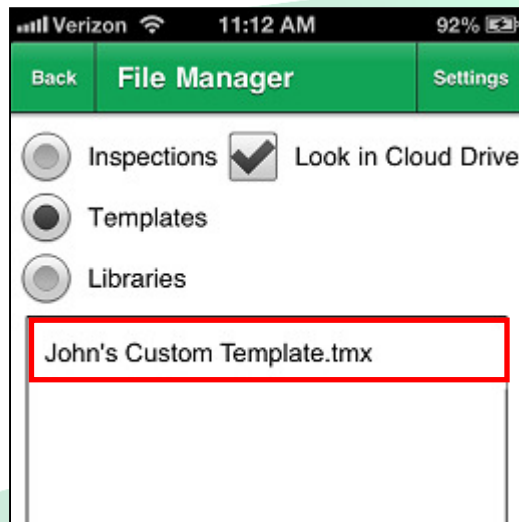 Verizon 11:12 AM 92%
Back File Manager Settings
Inspections Look in Cloud Drive
Templates
Libraries
John's Custom Template.tmx